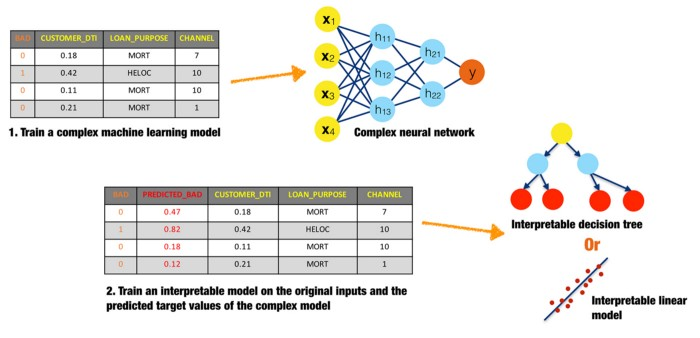 BAD CUSTOMER_DTI LOAN_PURPOSE CHANNEL
0 0.18 MORT 7
1 0.42 HELOC 10
0 0.11 MORT 10
0 0.21 MORT 1
1. Train a complex machine learning model
x1
x2
x3
x4
h11
h12
h13
h21
h22
y
Complex neural network
BAD PREDICTED_BAD CUSTOMER_DTI LOAN_PURPOSE CHANNEL
0 0.47 0.18 MORT 7
1 0.82 0.42 HELOC 10
0 0.18 0.11 MORT 10
0 0.12 0.21 MORT 1
2. Train an interpretable model on the original inputs and the
predicted target values of the complex model
Interpretable decision tree
Or
Interpretable linear
model